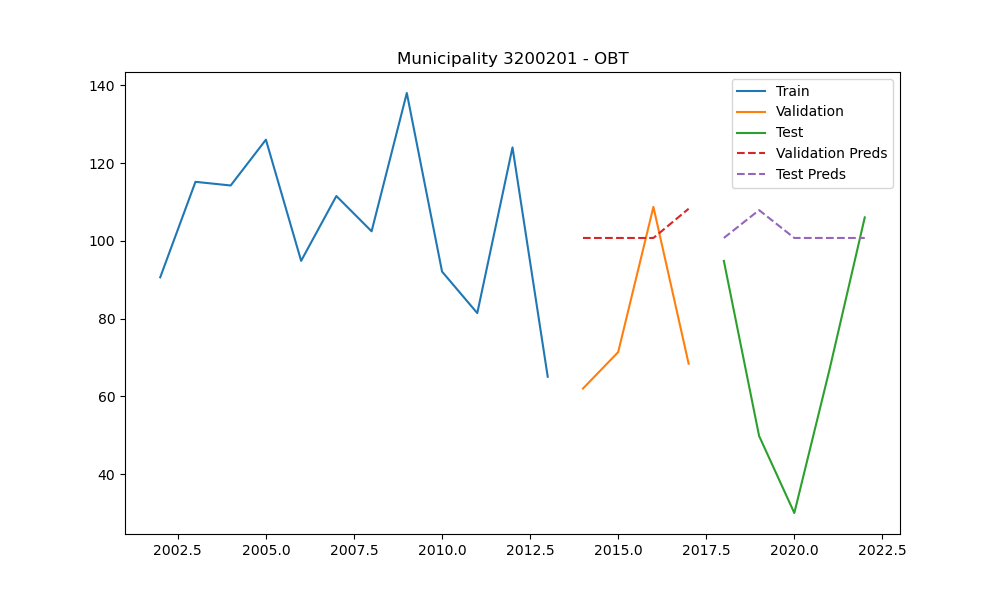 Municipality 3200201 - OBT
140
120
100
80
60
40
Train
Validation
Test
Validation Preds
Test Preds
2002.5 2005.0 2007.5 2010.0 2012.5 2015.0 2017.5 2020.0 2022.5